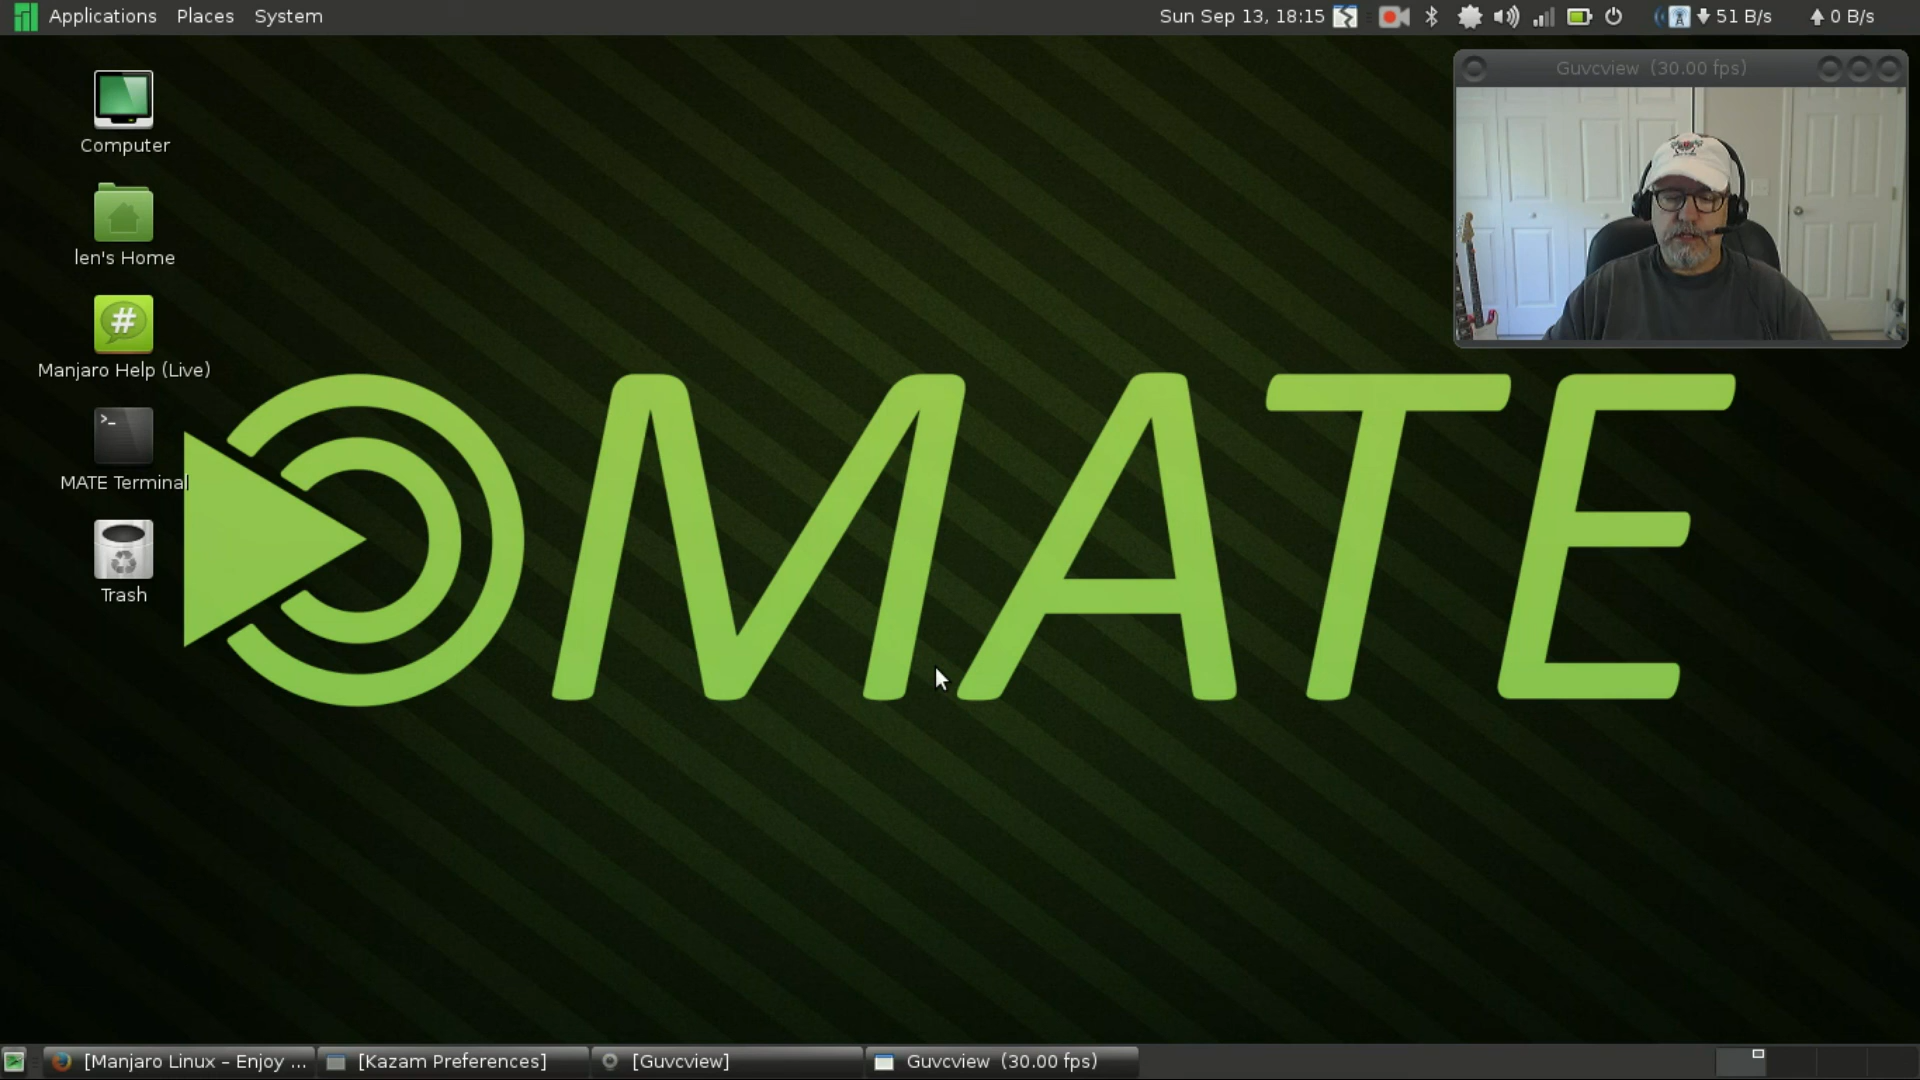 Applications Places System
Sun Sep 13, 18:15
51 B/s
0 B/s
Guvcview (30.00 fps)
Computer
len's Home
#
Manjaro Help (Live)
>_
MATE Terminal
Trash
MATE
[Manjaro Linux – Enjoy ...
[Kazam Preferences]
[Guvcview]
Guvcview (30.00 fps)